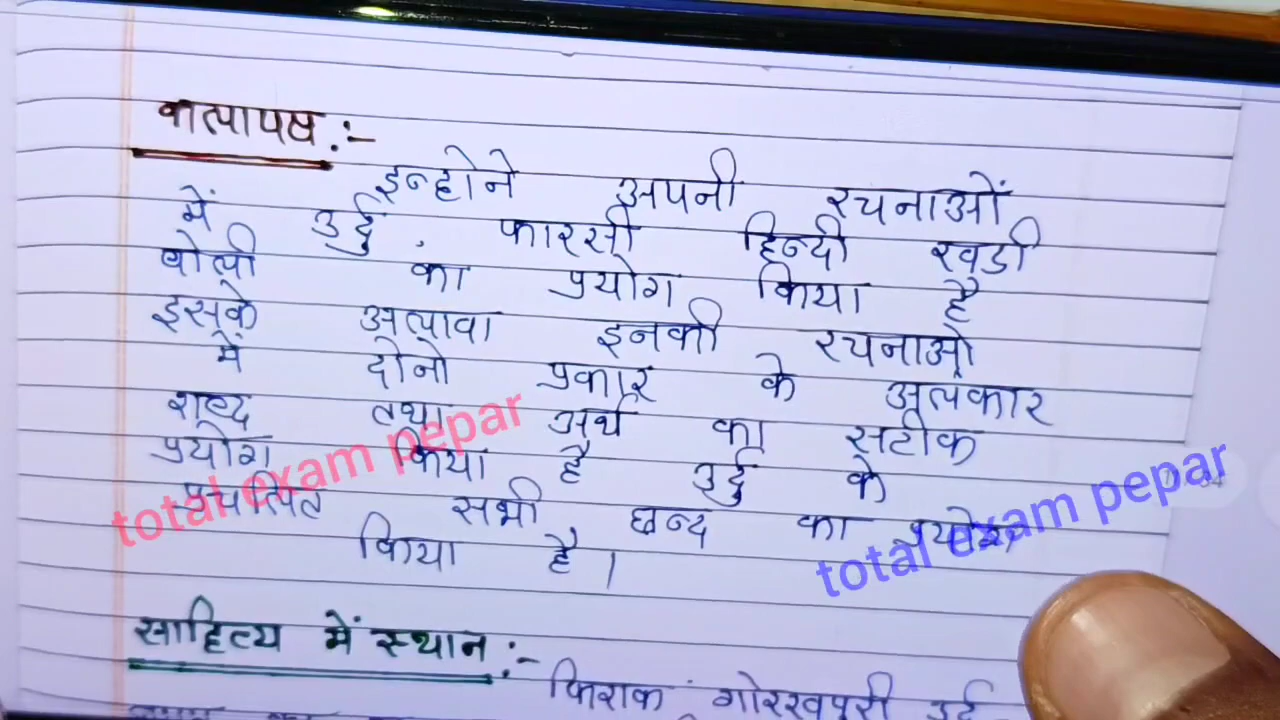 कलापक्ष :-
इन्होने अपनी रचनाओं
में उर्दु, फारसी हिन्दी खडी
बोली का प्रयोग किया है
इसके अलावा इनकी रचनाओ
में दोनो प्रकार के अलंकार
शब्द तथा अर्थ का सटीक
प्रयोग किया है उर्दु के
प्रचलित सभी छन्द का प्रयोग
किया है।
साहित्य में स्थान :-
फिराक गोरखपुरी उर्दु
total exam pepar
total exam pepar